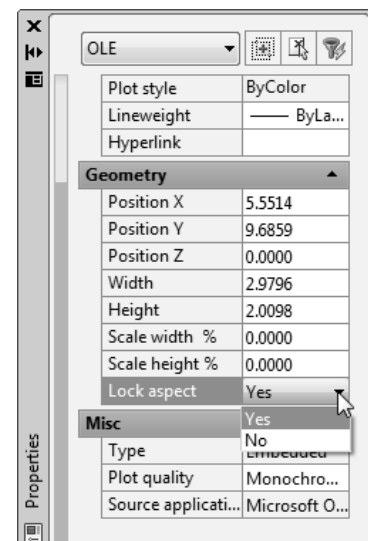 OLE
Plot style ByColor
Lineweight ByLa...
Hyperlink
Geometry
Position X 5.5514
Position Y 9.6859
Position Z 0.0000
Width 2.9796
Height 2.0098
Scale width % 0.0000
Scale height % 0.0000
Lock aspect Yes
Yes
No
Misc
Type Embedded
Plot quality Monochro...
Source applicati... Microsoft O...
Properties